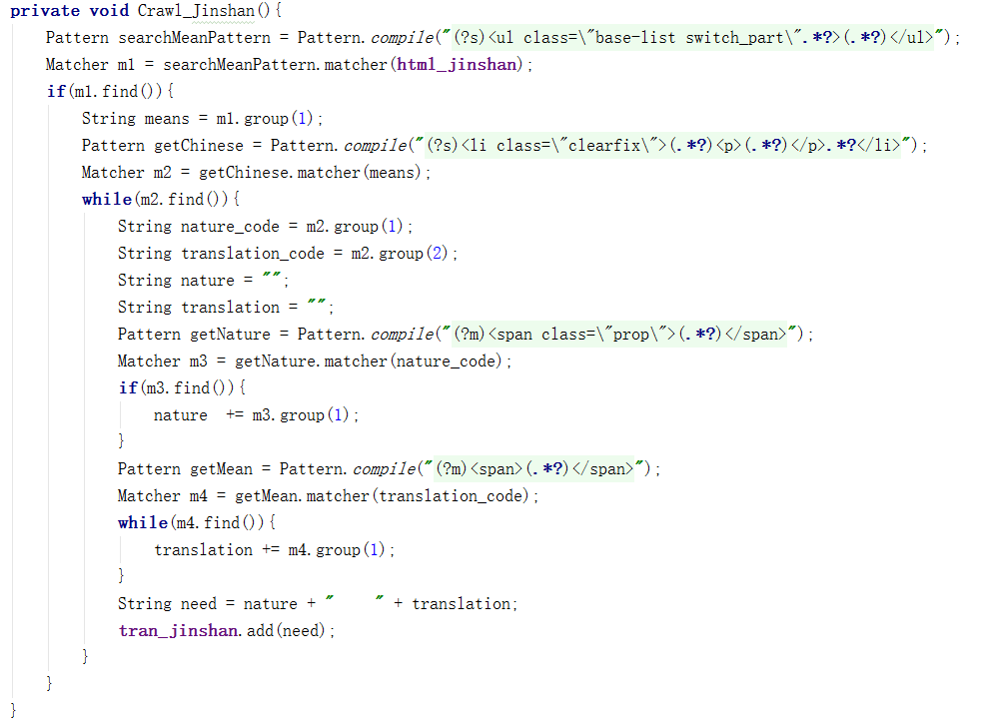 private void Crawl_Jinshan(){
    Pattern searchMeanPattern = Pattern.compile("(?s)<ul class=\"base-list switch_part\".*?>(.*?)</ul>");
    Matcher m1 = searchMeanPattern.matcher(html_jinshan);
    if(m1.find()){
        String means = m1.group(1);
        Pattern getChinese = Pattern.compile("(?s)<li class=\"clearfix\">(.*?)<p>(.*?)</p>.*?</li>");
        Matcher m2 = getChinese.matcher(means);
        while(m2.find()){
            String nature_code = m2.group(1);
            String translation_code = m2.group(2);
            String nature = "";
            String translation = "";
            Pattern getNature = Pattern.compile("(?m)<span class=\"prop\">(.*?)</span>");
            Matcher m3 = getNature.matcher(nature_code);
            if(m3.find()){
                nature  += m3.group(1);
            }
            Pattern getMean = Pattern.compile("(?m)<span>(.*?)</span>");
            Matcher m4 = getMean.matcher(translation_code);
            while(m4.find()){
                translation += m4.group(1);
            }
            String need = nature + "    " + translation;
            tran_jinshan.add(need);
        }
    }
}